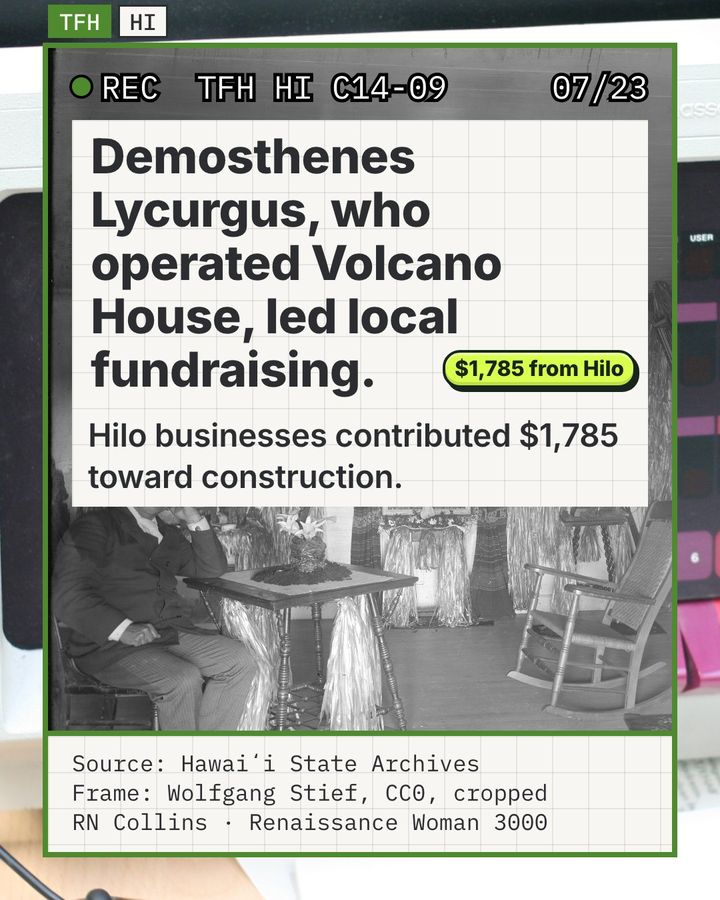 TFH HI
REC TFH HI C14-09 07/23
Demosthenes
Lycurgus, who
operated Volcano
House, led local
fundraising.
$1,785 from Hilo
Hilo businesses contributed $1,785
toward construction.
USER
6
Source: Hawaiʻi State Archives
Frame: Wolfgang Stief, CC0, cropped
RN Collins · Renaissance Woman 3000